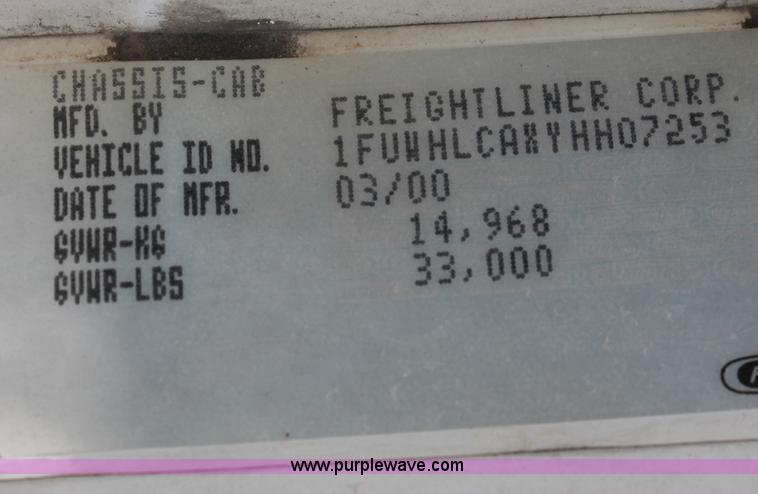 CHASSIS-CAB
MFD. BY FREIGHTLINER CORP.
VEHICLE ID NO. 1FUWHLCAXYHH07253
DATE OF MFR. 03/00
GVWR-KG 14,968
GVWR-LBS 33,000
www.purplewave.com